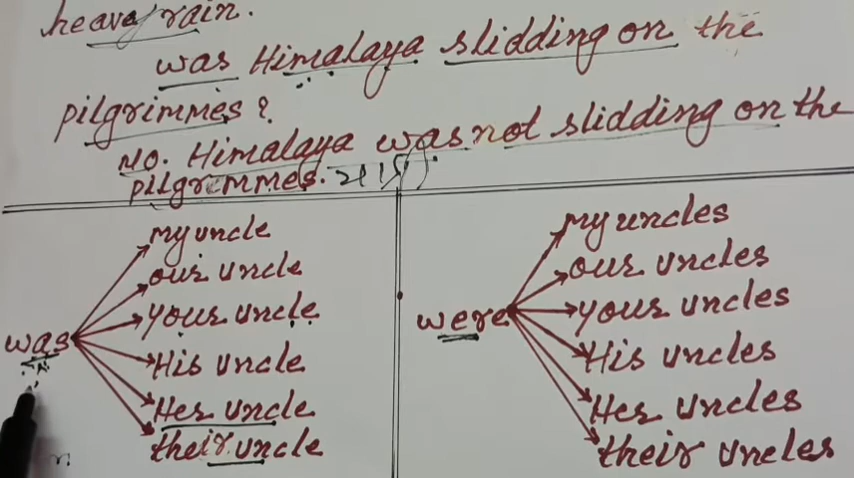 heavy rain.
was Himalaya slidding on the
pilgrimmes?
No. Himalaya was not slidding on the
pilgrimmes.
was
my uncle
our uncle
your uncle
His uncle
Her uncle
their uncle
were
my uncles
our uncles
your uncles
His uncles
Her uncles
their uncles